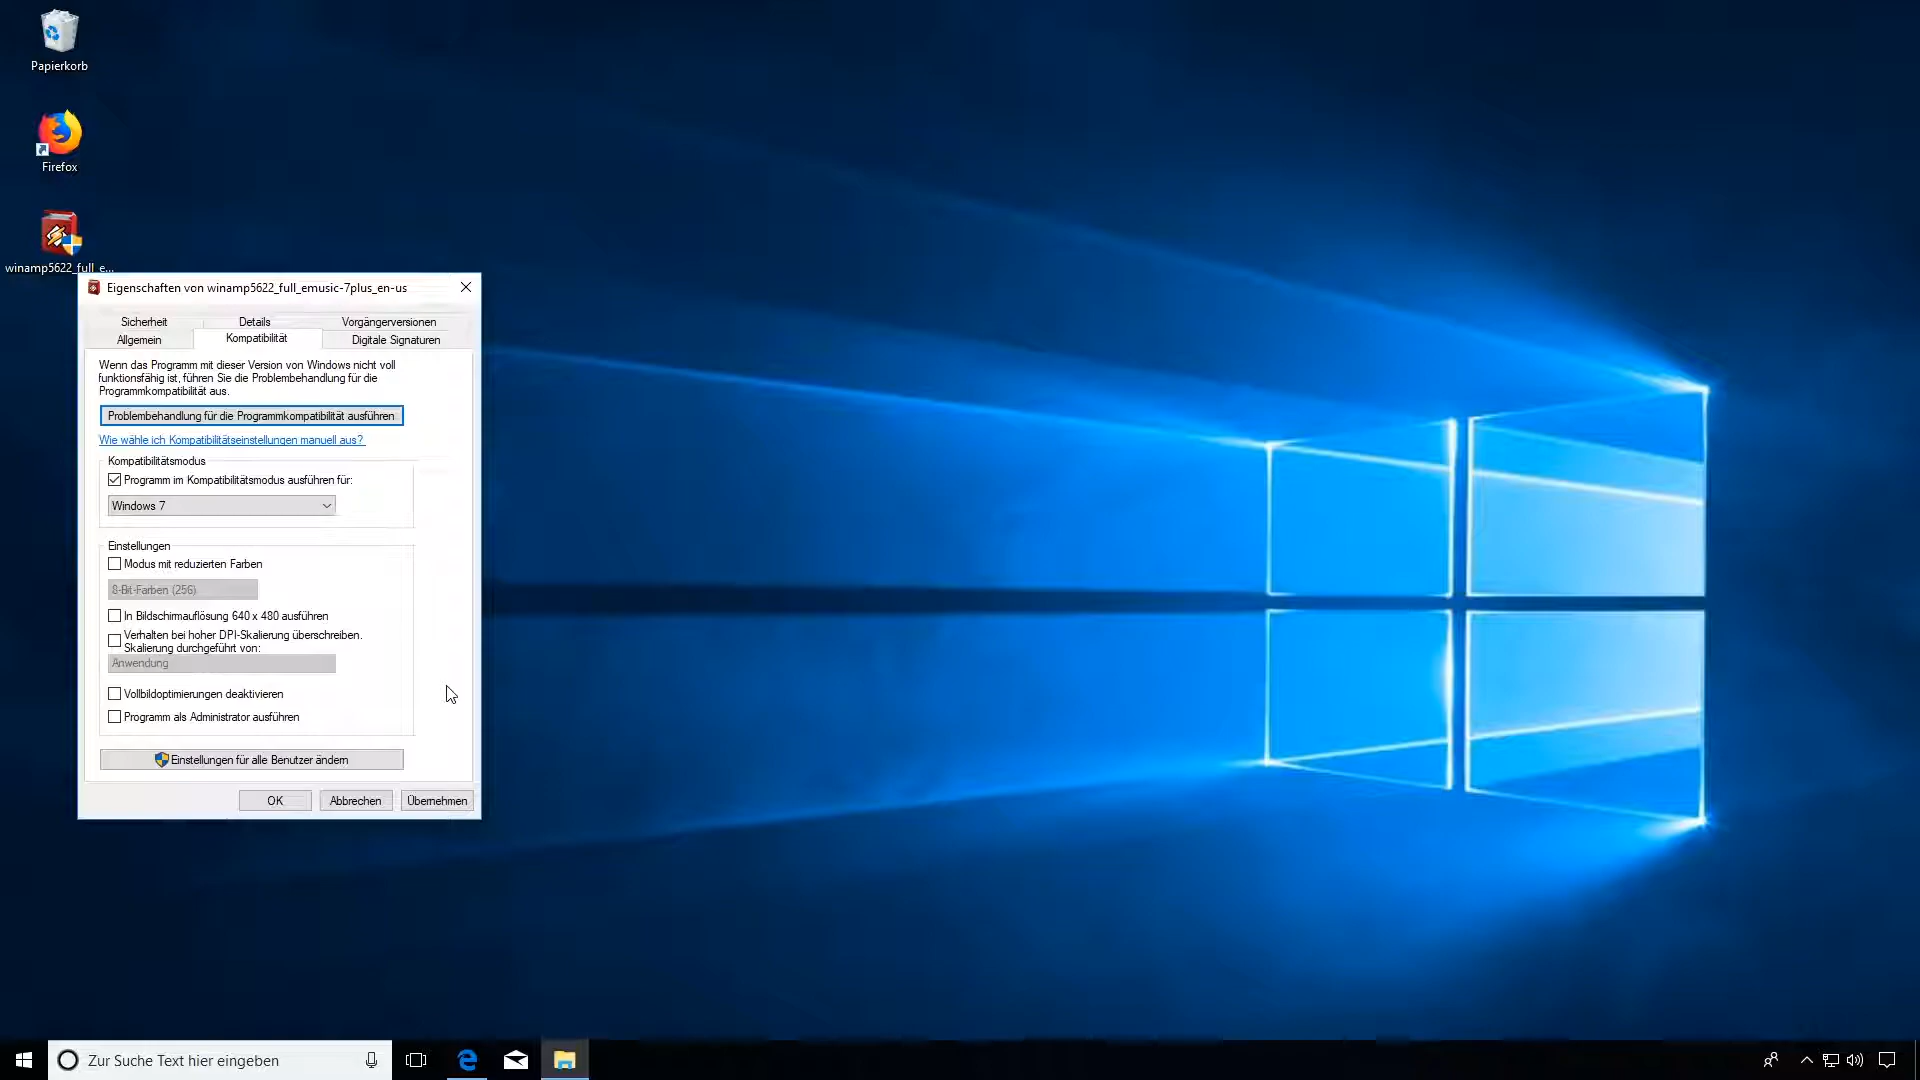 Papierkorb
Firefox
winamp5622_full_e...
Eigenschaften von winamp5622_full_emusic-7plus_en-us
Sicherheit Details Vorgängerversionen
Allgemein Kompatibilität Digitale Signaturen
Wenn das Programm mit dieser Version von Windows nicht voll
funktionsfähig ist, führen Sie die Problembehandlung für die
Programmkompatibilität aus.
Problembehandlung für die Programmkompatibilität ausführen
Wie wähle ich Kompatibilitätseinstellungen manuell aus?
Kompatibilitätsmodus
Programm im Kompatibilitätsmodus ausführen für:
Windows 7
Einstellungen
Modus mit reduzierten Farben
8-Bit-Farben (256)
In Bildschirmauflösung 640 x 480 ausführen
Verhalten bei hoher DPI-Skalierung überschreiben.
Skalierung durchgeführt von:
Anwendung
Vollbildoptimierungen deaktivieren
Programm als Administrator ausführen
Einstellungen für alle Benutzer ändern
OK Abbrechen Übernehmen
Zur Suche Text hier eingeben